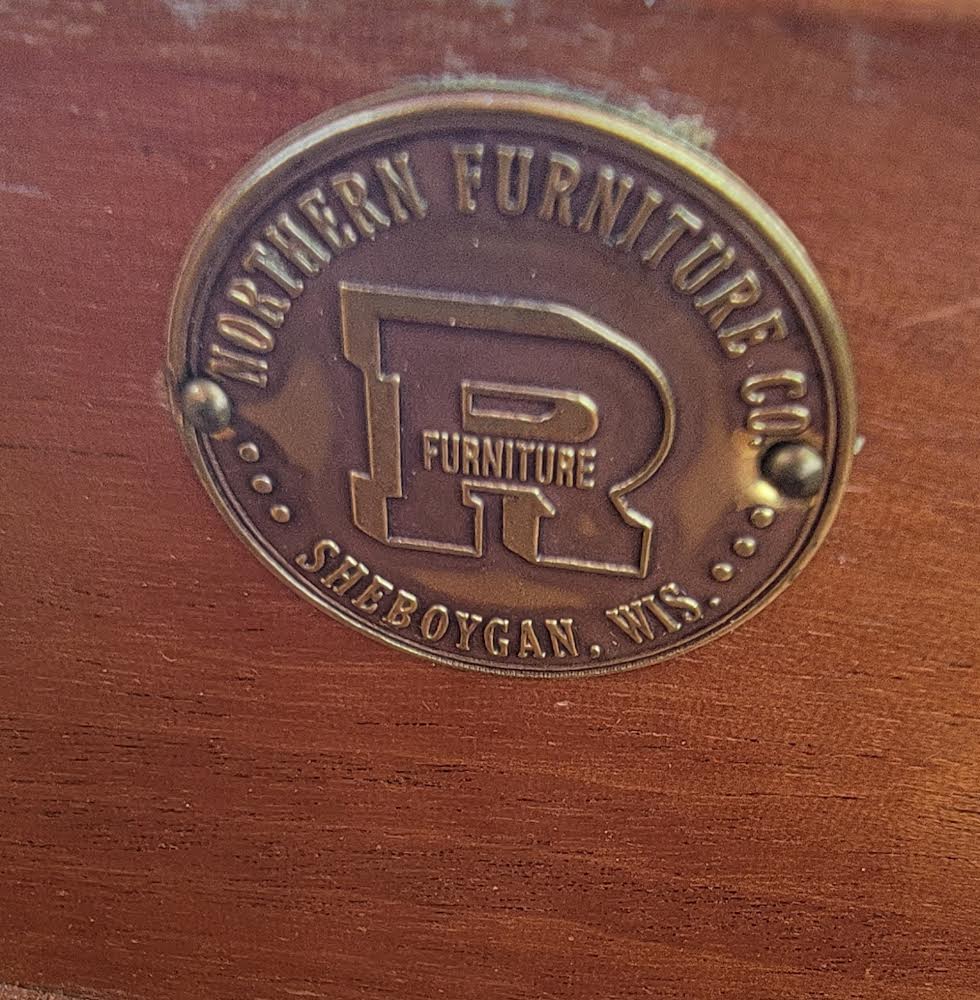 NORTHERN FURNITURE CO.
R
FURNITURE
SHEBOYGAN, WIS.